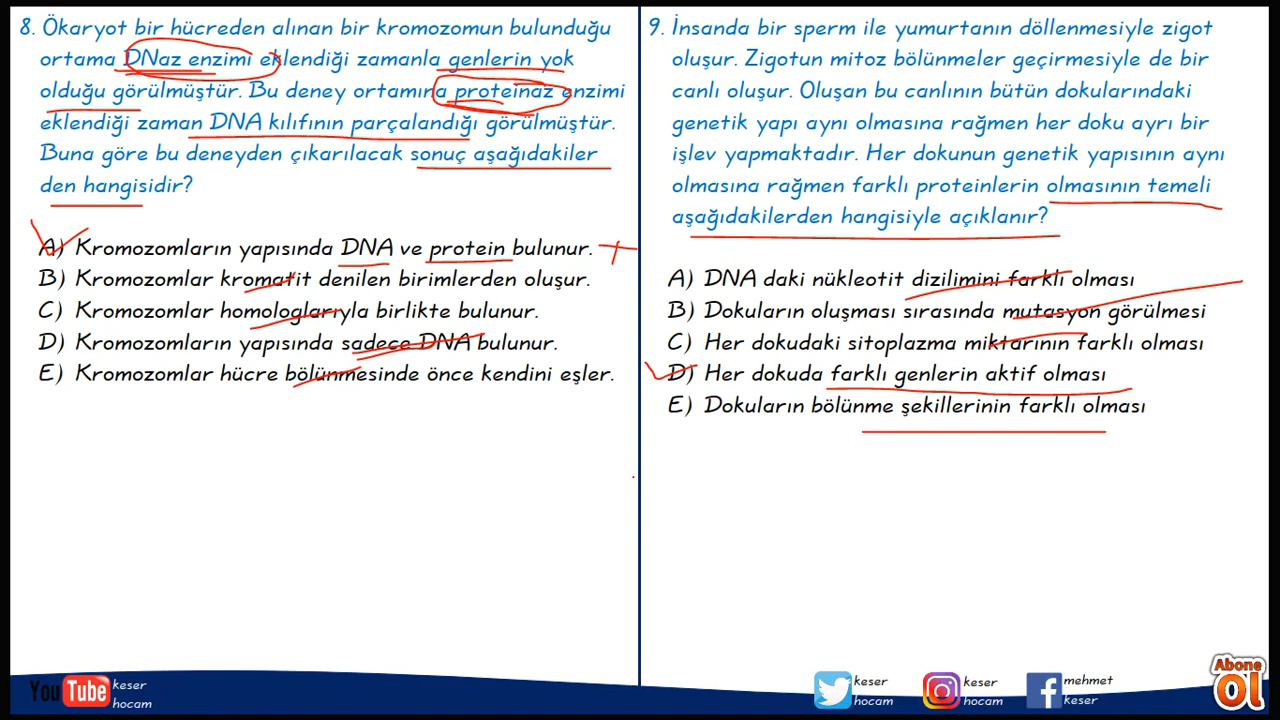 8. Ökaryot bir hücreden alınan bir kromozomun bulunduğu
ortama DNaz enzimi eklendiği zamanla genlerin yok
olduğu görülmüştür. Bu deney ortamına proteinaz enzimi
eklendiği zaman DNA kılıfının parçalandığı görülmüştür.
Buna göre bu deneyden çıkarılacak sonuç aşağıdakiler
den hangisidir?
A) Kromozomların yapısında DNA ve protein bulunur.
B) Kromozomlar kromatit denilen birimlerden oluşur.
C) Kromozomlar homologlarıyla birlikte bulunur.
D) Kromozomların yapısında sadece DNA bulunur.
E) Kromozomlar hücre bölünmesinde önce kendini eşler.
9. İnsanda bir sperm ile yumurtanın döllenmesiyle zigot
oluşur. Zigotun mitoz bölünmeler geçirmesiyle de bir
canlı oluşur. Oluşan bu canlının bütün dokularındaki
genetik yapı aynı olmasına rağmen her doku ayrı bir
işlev yapmaktadır. Her dokunun genetik yapısının aynı
olmasına rağmen farklı proteinlerin olmasının temeli
aşağıdakilerden hangisiyle açıklanır?
A) DNA daki nükleotit dizilimini farklı olması
B) Dokuların oluşması sırasında mutasyon görülmesi
C) Her dokudaki sitoplazma miktarının farklı olması
D) Her dokuda farklı genlerin aktif olması
E) Dokuların bölünme şekillerinin farklı olması
YouTube keser
hocam
keser
hocam
keser
hocam
mehmet
keser
Abone
OL